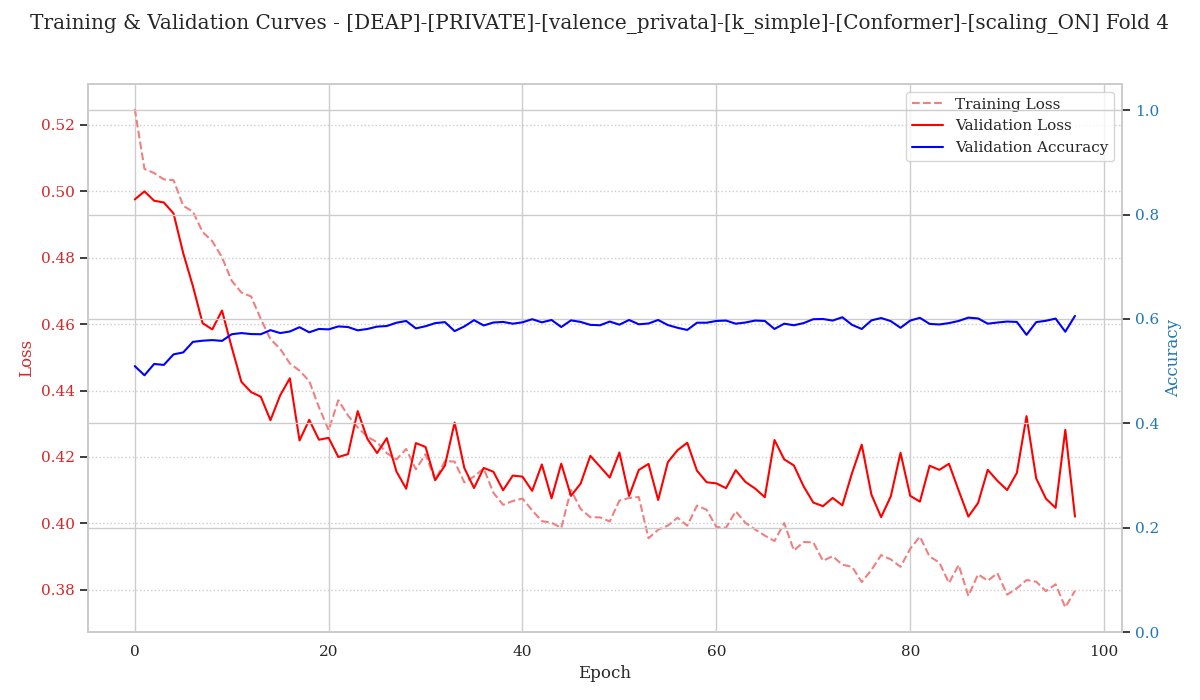 Training & Validation Curves - [DEAP]-[PRIVATE]-[valence_privata]-[k_simple]-[Conformer]-[scaling_ON] Fold 4
Training Loss
Validation Loss
Validation Accuracy
Loss
0.52
0.50
0.48
0.46
0.44
0.42
0.40
0.38
1.0
0.8
0.6
0.4
0.2
0.0
Accuracy
0 20 40 60 80 100
Epoch